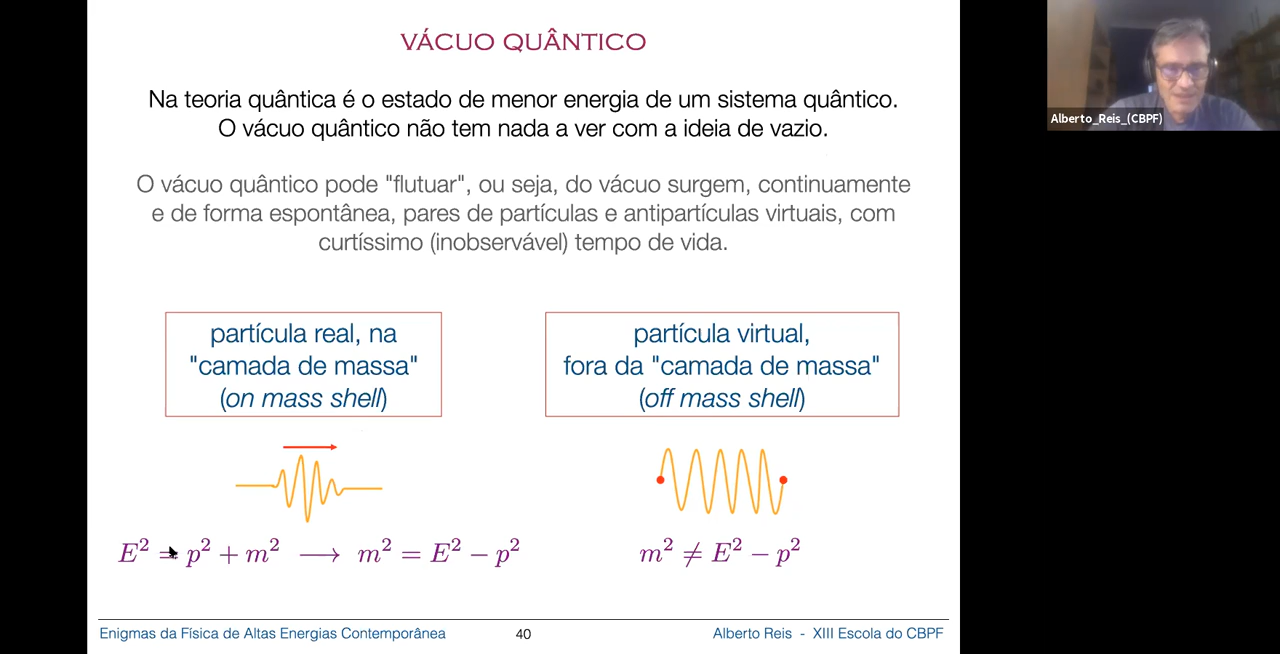 VÁCUO QUÂNTICO
Na teoria quântica é o estado de menor energia de um sistema quântico.
O vácuo quântico não tem nada a ver com a ideia de vazio.
O vácuo quântico pode "flutuar", ou seja, do vácuo surgem, continuamente
e de forma espontânea, pares de partículas e antipartículas virtuais, com
curtíssimo (inobservável) tempo de vida.
partícula real, na
"camada de massa"
(on mass shell)
partícula virtual,
fora da "camada de massa"
(off mass shell)
E² = p² + m² ⟶ m² = E² − p²
m² ≠ E² − p²
Enigmas da Física de Altas Energias Contemporânea
40
Alberto Reis - XIII Escola do CBPF
Alberto_Reis_(CBPF)